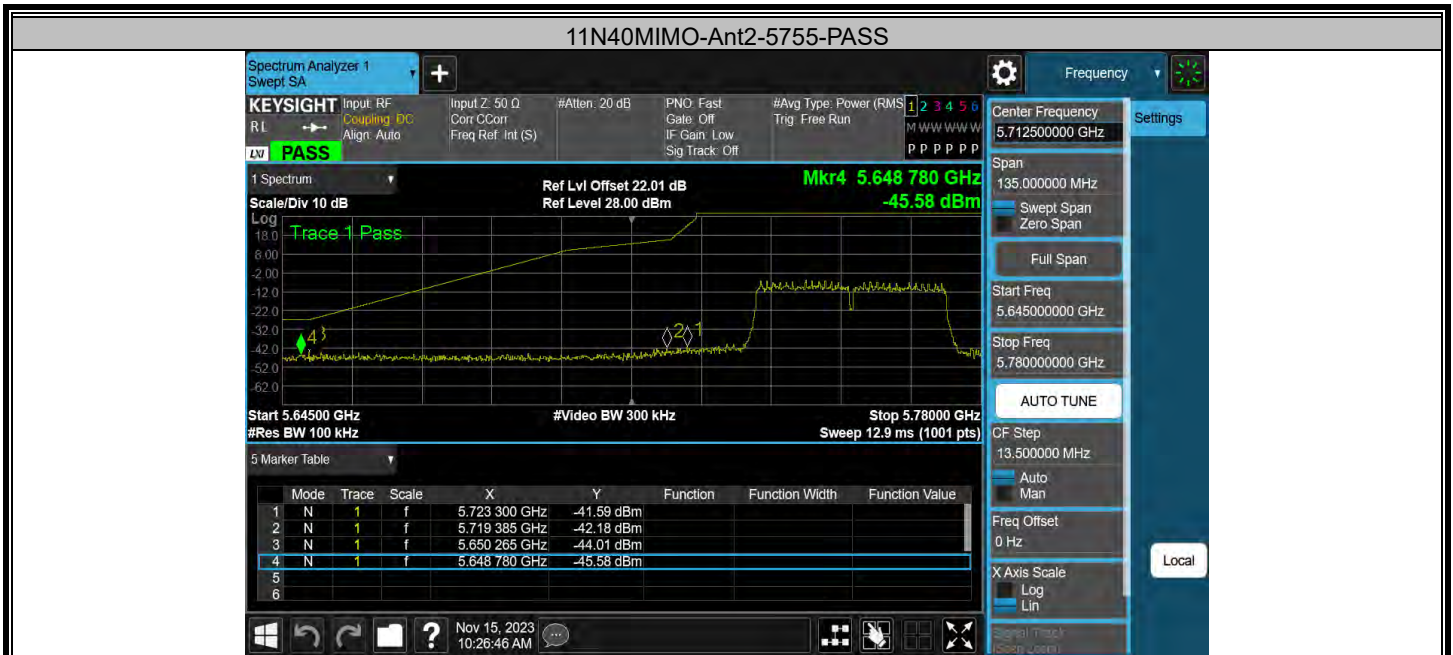 11N40MIMO-Ant2-5755-PASS
Spectrum Analyzer 1
Swept SA
+
Frequency
KEYSIGHT
RL
LXI
PASS
Input: RF
Coupling: DC
Align: Auto
Input Z: 50 Ω
Corr CCorr
Freq Ref: Int (S)
#Atten: 20 dB
PNO: Fast
Gate: Off
IF Gain: Low
Sig Track: Off
#Avg Type: Power (RMS
Trig: Free Run
1 2 3 4 5 6
M W W W W W
P P P P P P
1 Spectrum
Scale/Div 10 dB
Ref Lvl Offset 22.01 dB
Ref Level 28.00 dBm
Mkr4 5.648 780 GHz
-45.58 dBm
Log
Trace 1 Pass
18.0
8.00
-2.00
-12.0
-22.0
-32.0
-42.0
-52.0
-62.0
4
2
1
Start 5.64500 GHz
#Video BW 300 kHz
Stop 5.78000 GHz
#Res BW 100 kHz
Sweep 12.9 ms (1001 pts)
5 Marker Table
Mode Trace Scale X Y Function Function Width Function Value
1 N 1 f 5.723 300 GHz -41.59 dBm
2 N 1 f 5.719 385 GHz -42.18 dBm
3 N 1 f 5.650 265 GHz -44.01 dBm
4 N 1 f 5.648 780 GHz -45.58 dBm
5
6
Center Frequency
5.712500000 GHz
Span
135.000000 MHz
Swept Span
Zero Span
Full Span
Start Freq
5.645000000 GHz
Stop Freq
5.780000000 GHz
AUTO TUNE
CF Step
13.500000 MHz
Auto
Man
Freq Offset
0 Hz
X Axis Scale
Log
Lin
Signal Track
(Span Zoom)
Settings
Local
?
Nov 15, 2023
10:26:46 AM